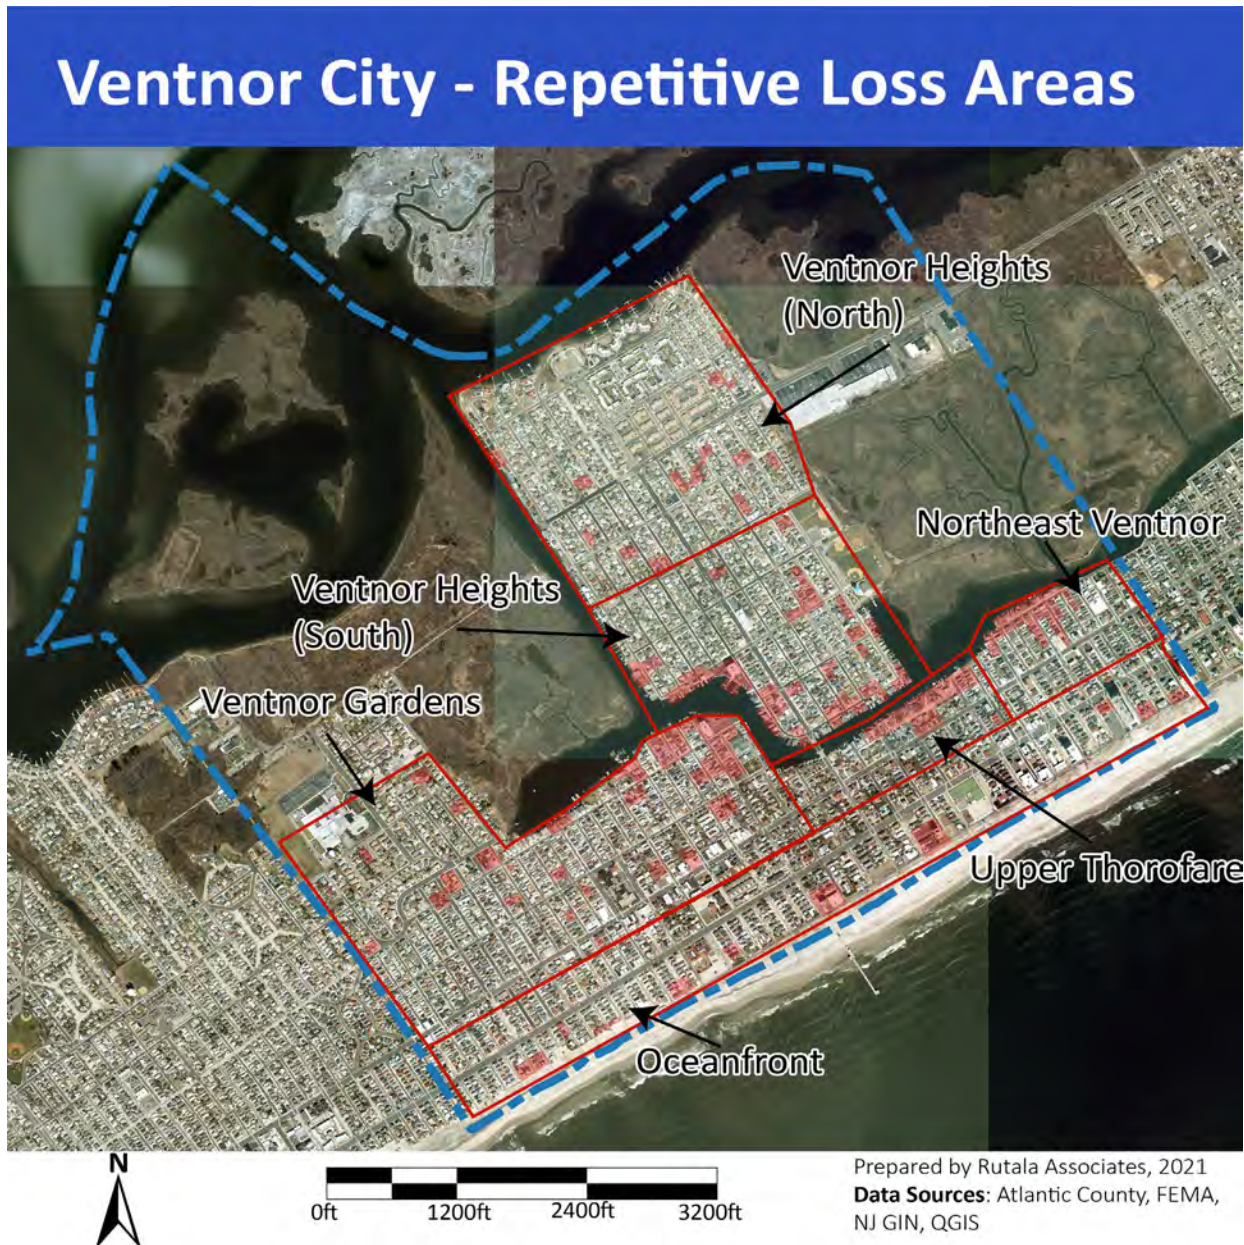 Ventnor City - Repetitive Loss Areas
Ventnor Heights
(North)
Northeast Ventnor
Ventnor Heights
(South)
Ventnor Gardens
Upper Thorofare
Oceanfront
N
0ft 1200ft 2400ft 3200ft
Prepared by Rutala Associates, 2021
Data Sources: Atlantic County, FEMA,
NJ GIN, QGIS